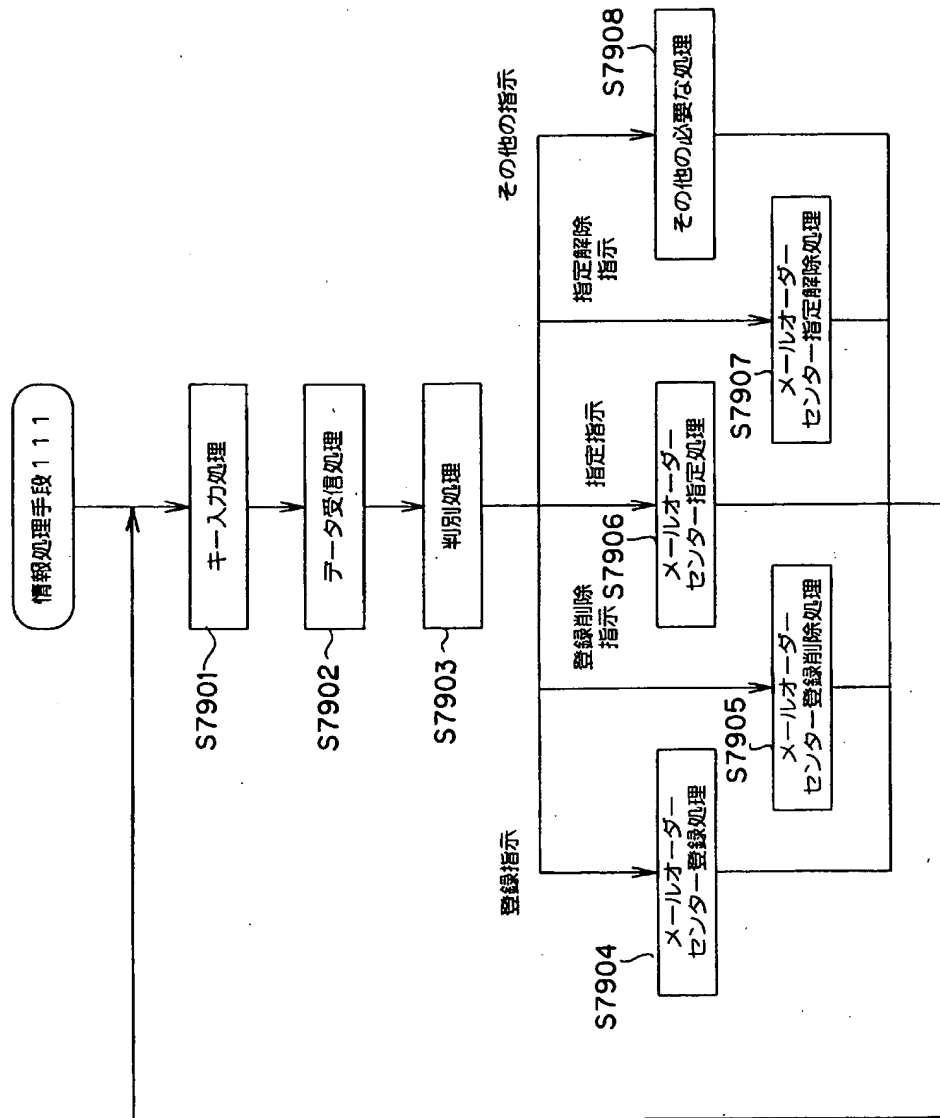 情報処理手段111
キー入力処理
S7901
データ受信処理
S7902
判別処理
S7903
登録指示
登録削除
指示
指定指示
指定解除
指示
その他の指示
メールオーダー
センター登録処理
S7904
メールオーダー
センター登録削除処理
S7905
メールオーダー
センター指定処理
S7906
メールオーダー
センター指定解除処理
S7907
その他の必要な処理
S7908